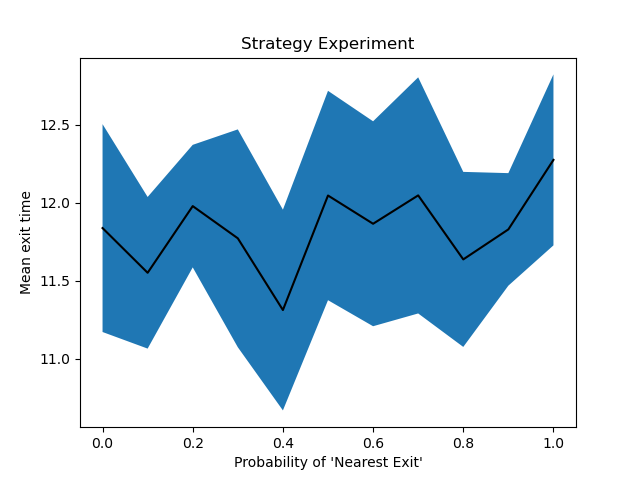 Strategy Experiment
12.5
12.0
11.5
11.0
Mean exit time
0.0 0.2 0.4 0.6 0.8 1.0
Probability of 'Nearest Exit'